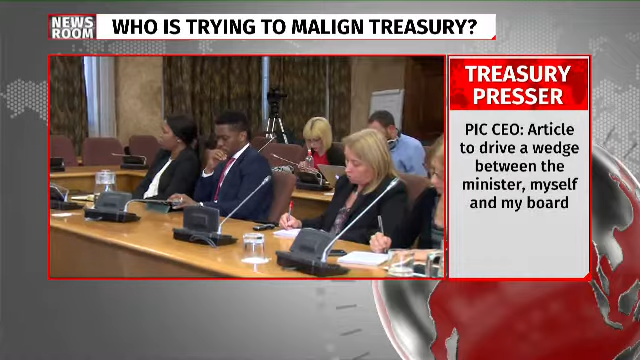 NEWS
ROOM
WHO IS TRYING TO MALIGN TREASURY?
TREASURY
PRESSER
PIC CEO: Article
to drive a wedge
between the
minister, myself
and my board